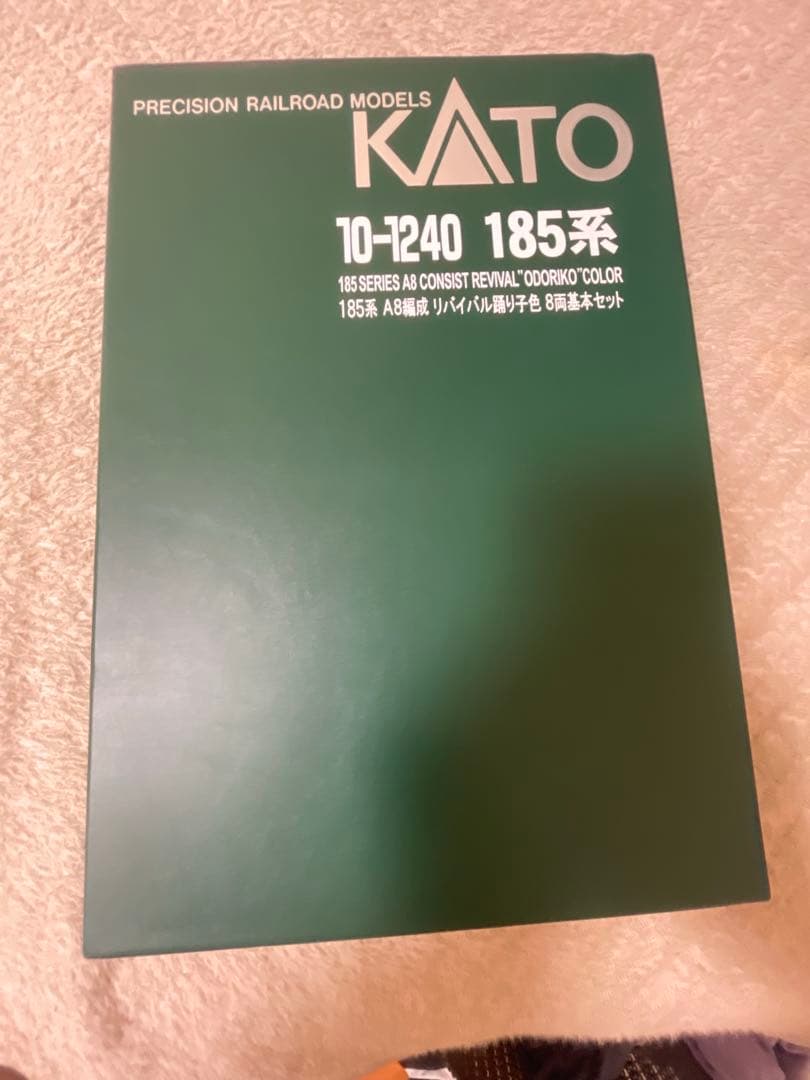 PRECISION RAILROAD MODELS
KATO
10-1240 185系
185 SERIES A8 CONSIST REVIVAL"ODORIKO"COLOR
185系 A8編成 リバイバル踊り子色 8両基本セット